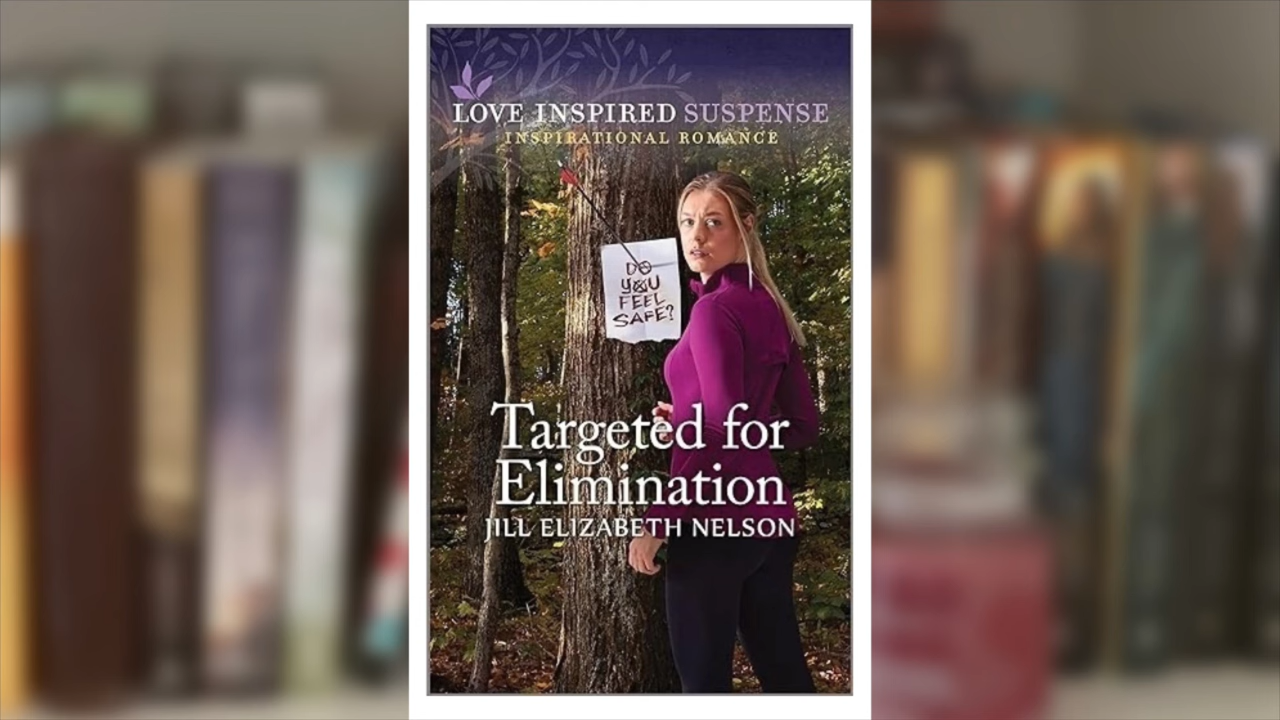 LOVE INSPIRED SUSPENSE
INSPIRATIONAL ROMANCE
DO
YOU
FEEL
SAFE?
Targeted for
Elimination
JILL ELIZABETH NELSON